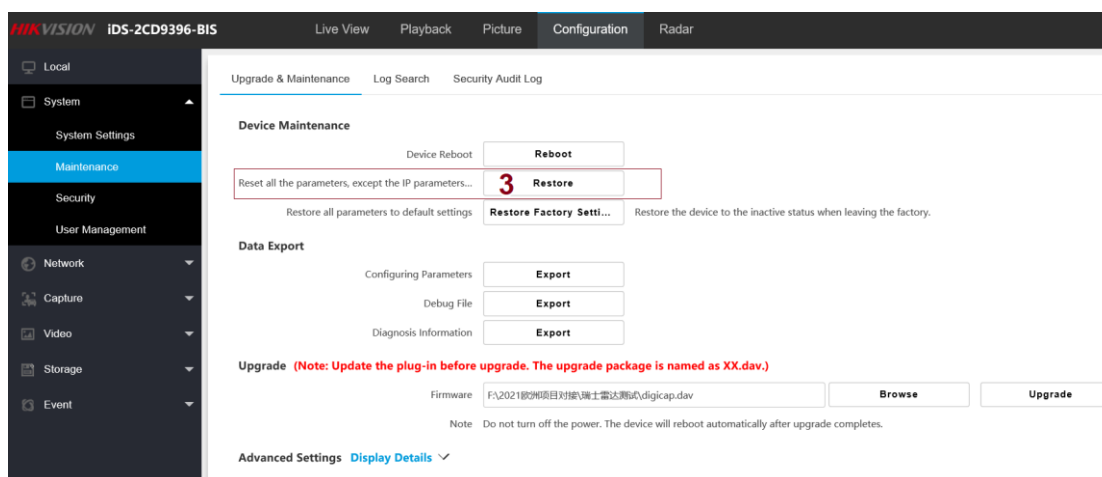 HIKVISION iDS-2CD9396-BIS Live View Playback Picture Configuration Radar
Local
System
System Settings
Maintenance
Security
User Management
Network
Capture
Video
Storage
Event
Upgrade & Maintenance Log Search Security Audit Log
Device Maintenance
Device Reboot Reboot
Reset all the parameters, except the IP parameters... 3 Restore
Restore all parameters to default settings Restore Factory Setti... Restore the device to the inactive status when leaving the factory.
Data Export
Configuring Parameters Export
Debug File Export
Diagnosis Information Export
Upgrade (Note: Update the plug-in before upgrade. The upgrade package is named as XX.dav.)
Firmware F:\2021欧洲项目对接\瑞士雷达测试\digicap.dav Browse Upgrade
Note Do not turn off the power. The device will reboot automatically after upgrade completes.
Advanced Settings Display Details